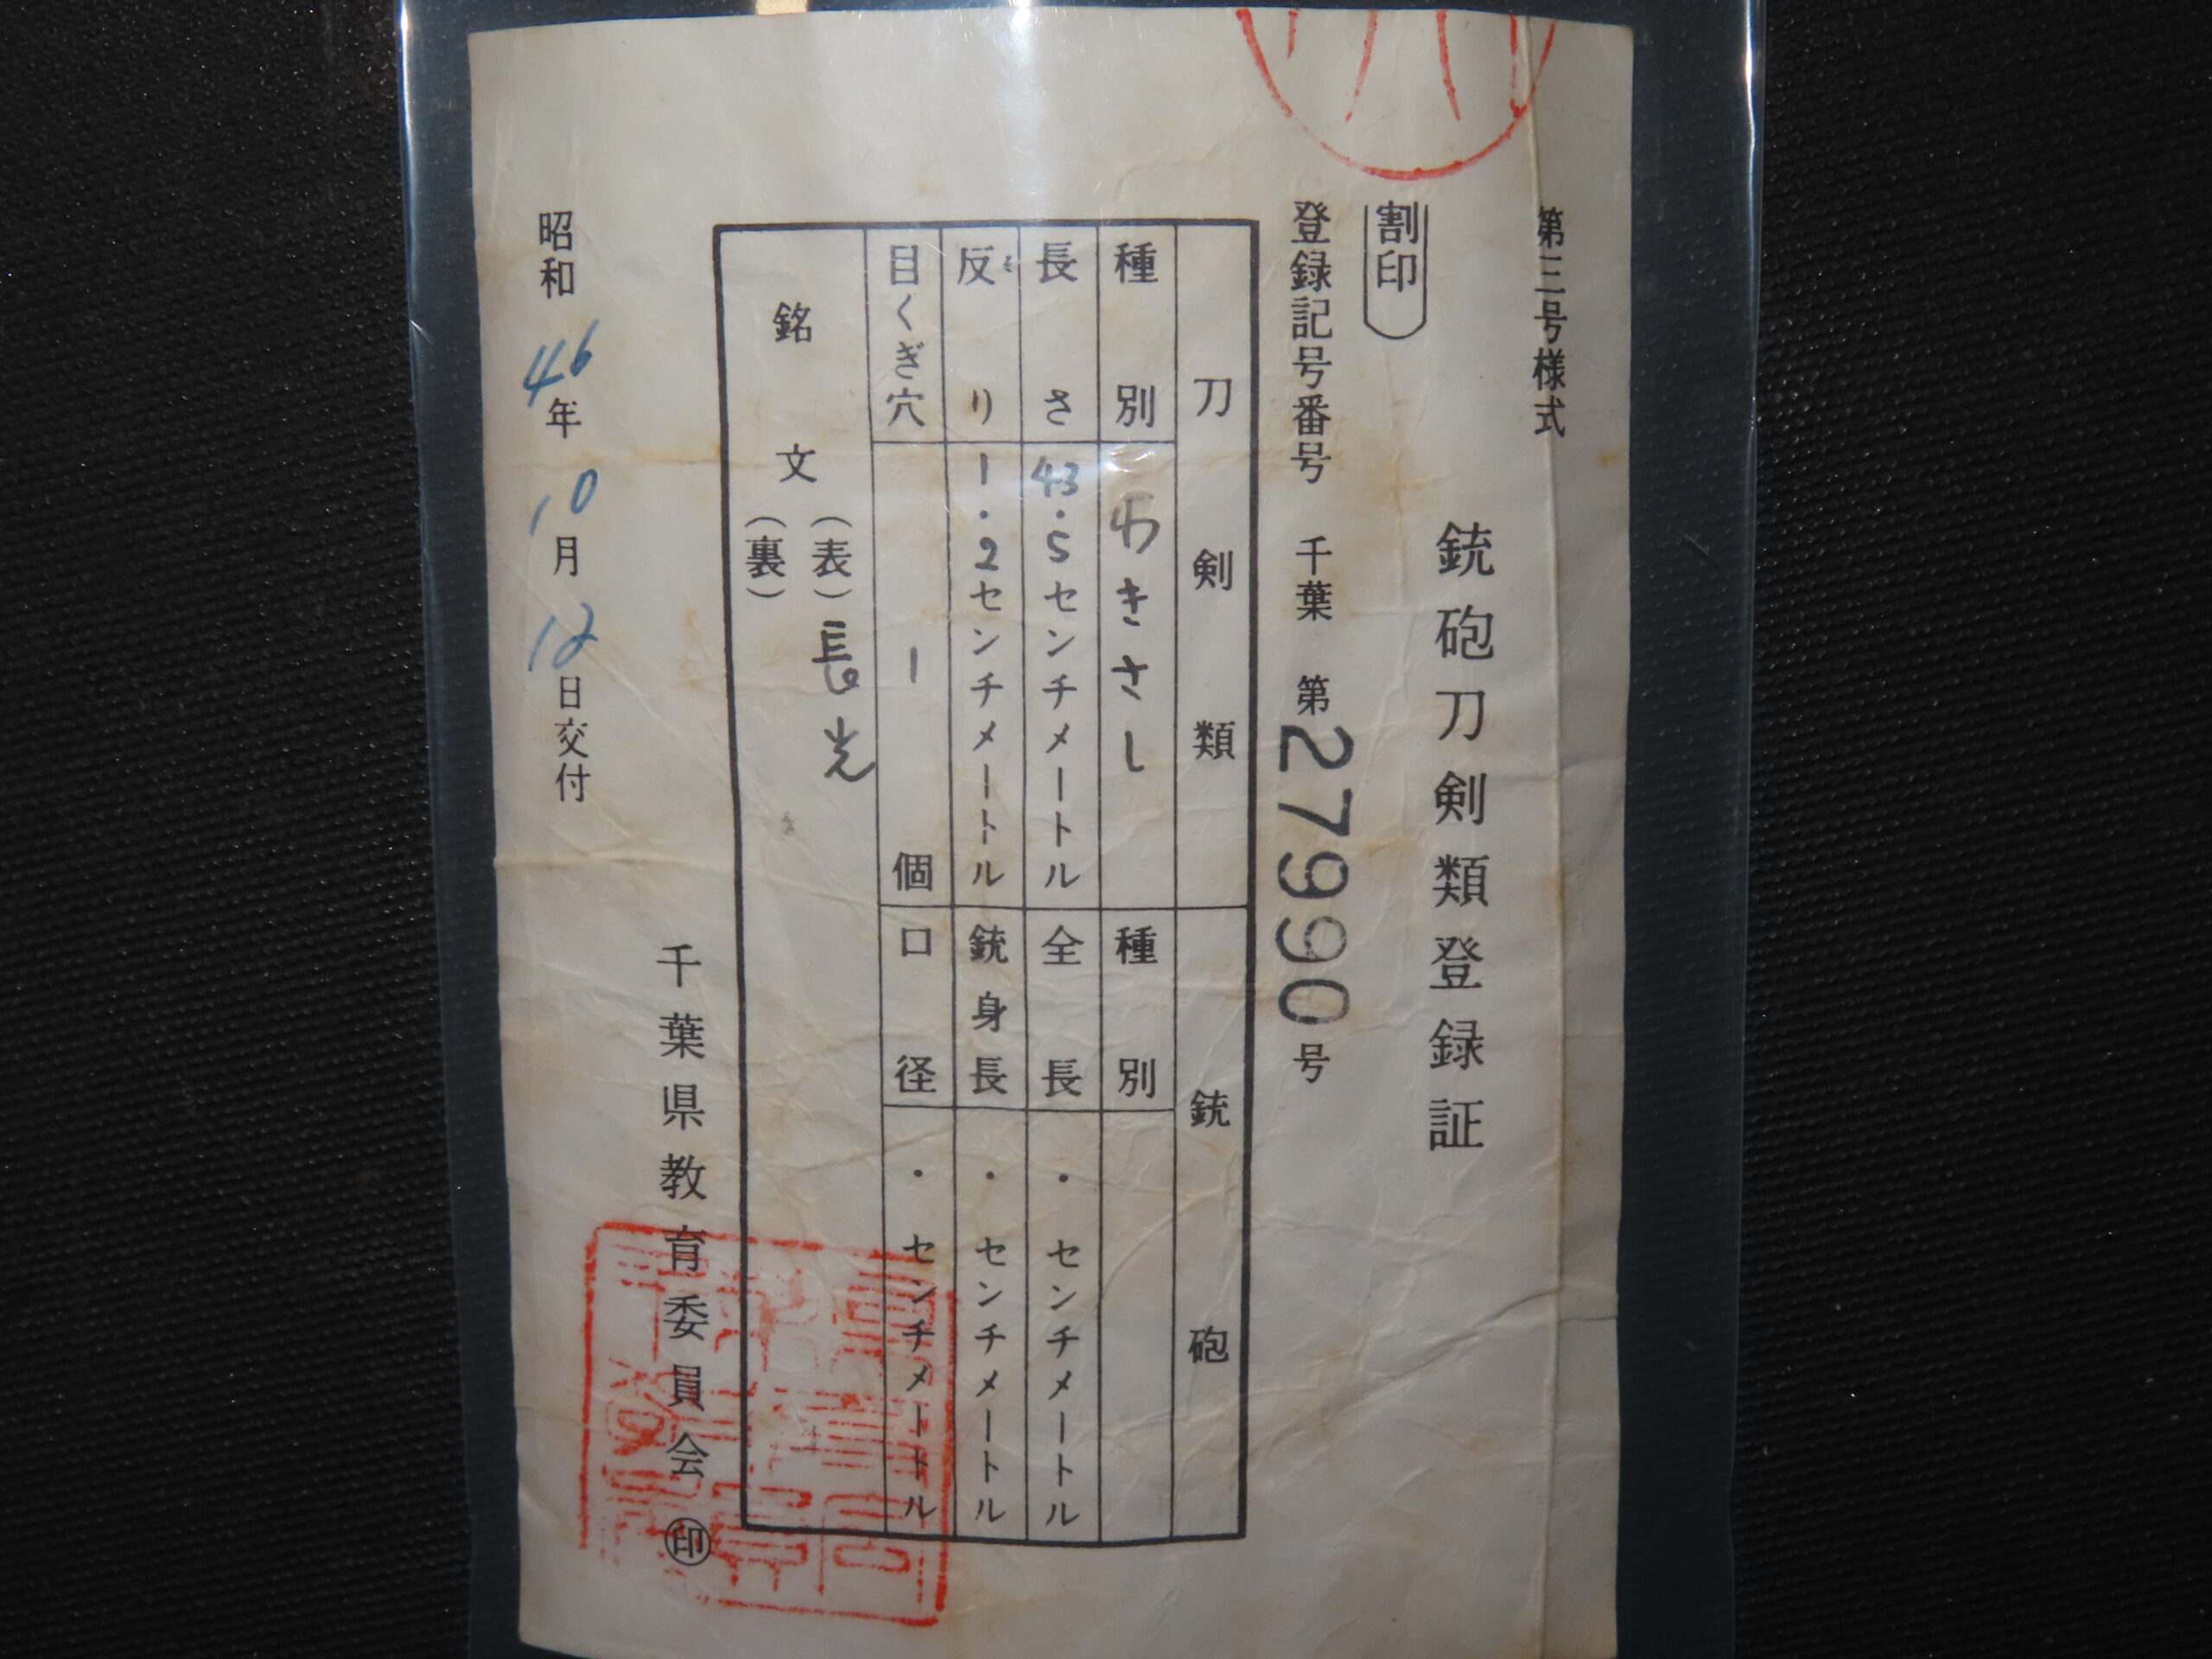 第三号様式
銃砲刀剣類登録証
割印
登録記号番号 千葉 第27990号
刀剣類 銃砲
種別 わきさし 種別
長さ 43.5センチメートル 全長 ・センチメートル
反り 1.2センチメートル 銃身長 ・センチメートル
目くぎ穴 1個 口径 ・センチメートル
銘文 (表)長光
(裏)
千葉県教育委員会 ㊞
昭和46年10月12日交付